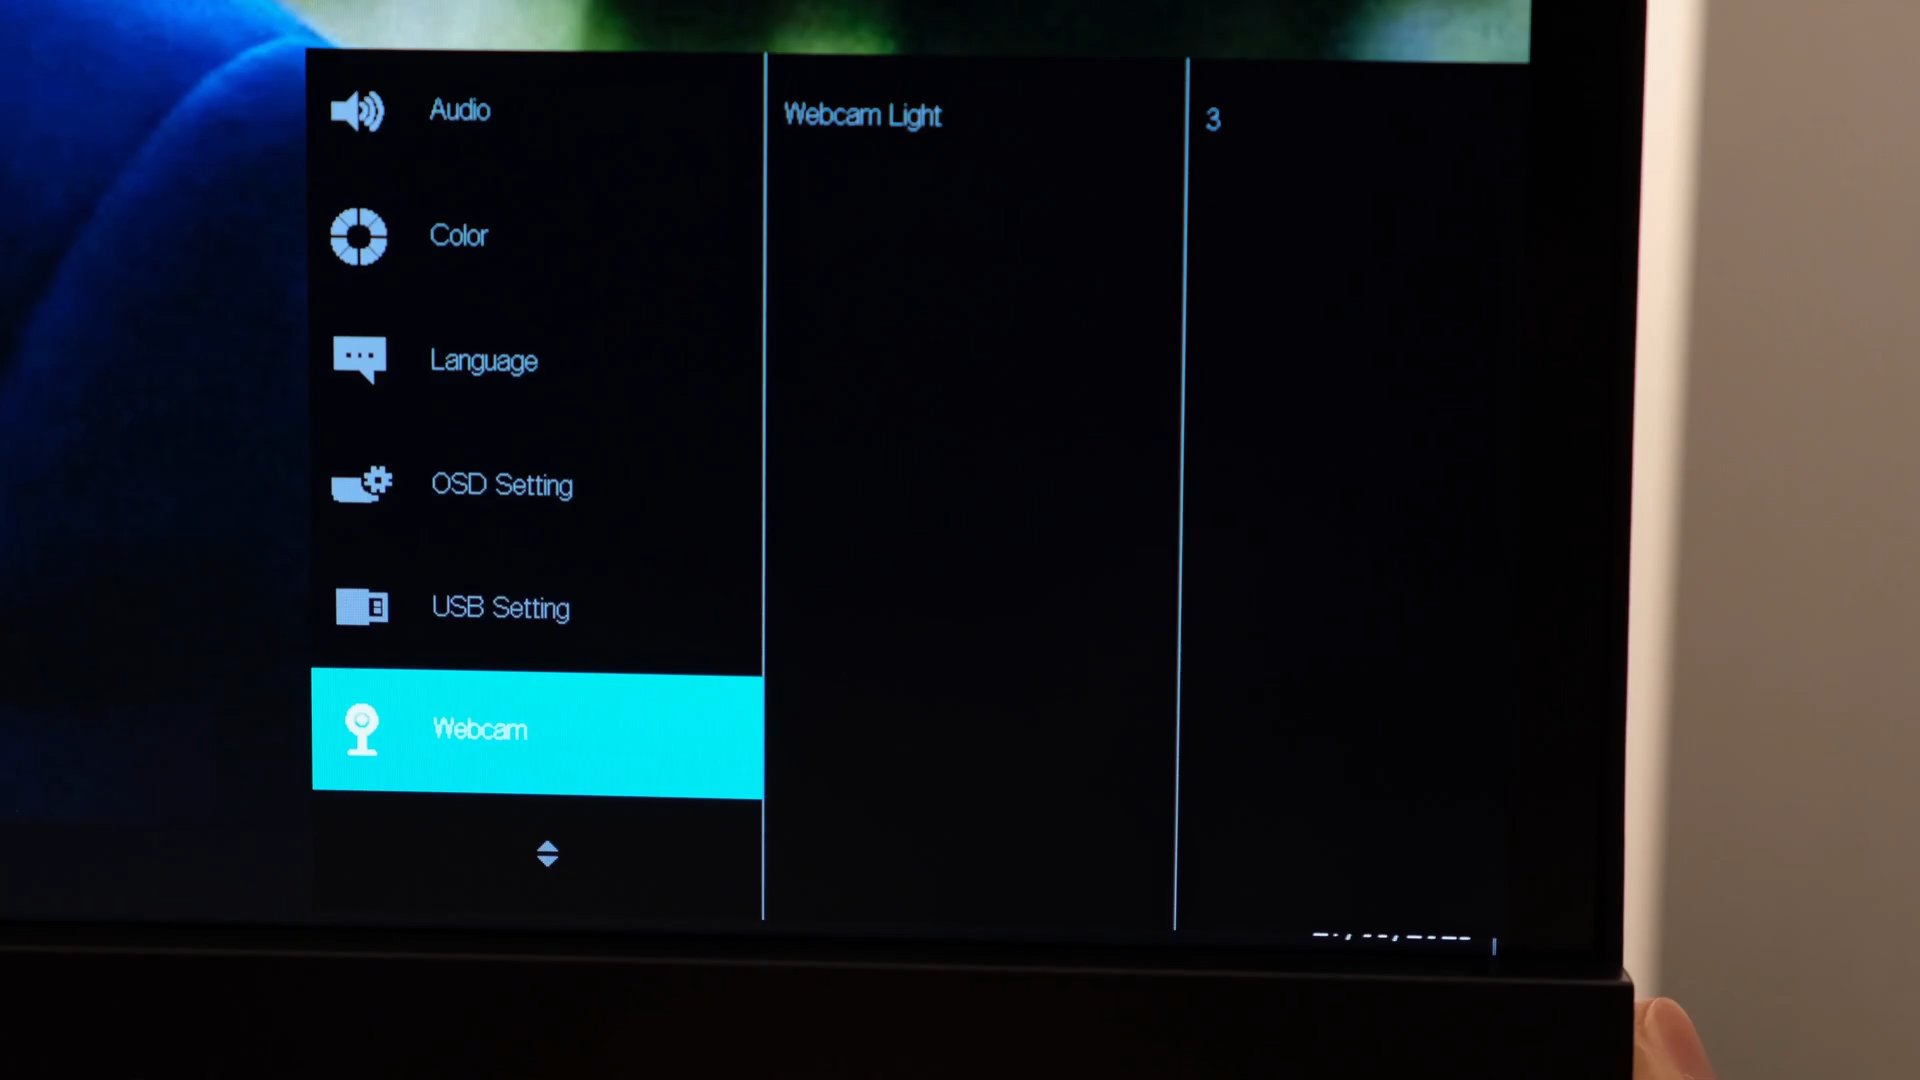 Audio
Color
Language
OSD Setting
USB Setting
Webcam
Webcam Light
3